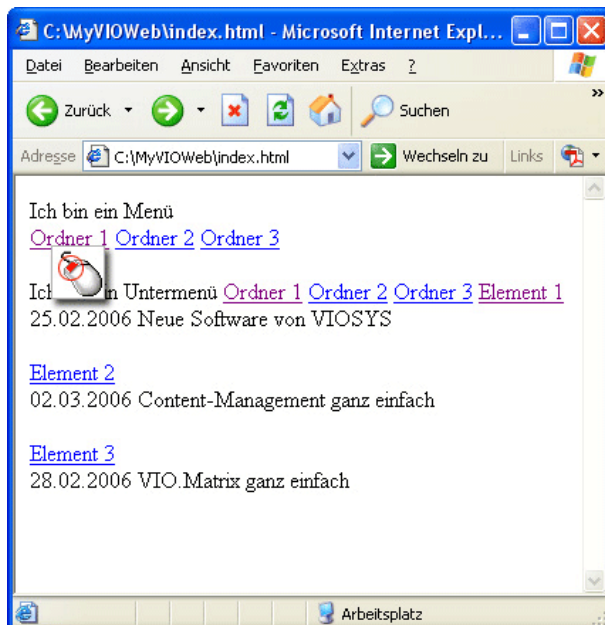 C:\MyVIOWeb\index.html - Microsoft Internet Expl...
Datei Bearbeiten Ansicht Favoriten Extras ?
Zurück Suchen »
Adresse C:\MyVIOWeb\index.html Wechseln zu Links
Ich bin ein Menü
Ordner 1 Ordner 2 Ordner 3
Ich n Untermenü Ordner 1 Ordner 2 Ordner 3 Element 1
25.02.2006 Neue Software von VIOSYS
Element 2
02.03.2006 Content-Management ganz einfach
Element 3
28.02.2006 VIO.Matrix ganz einfach
Arbeitsplatz